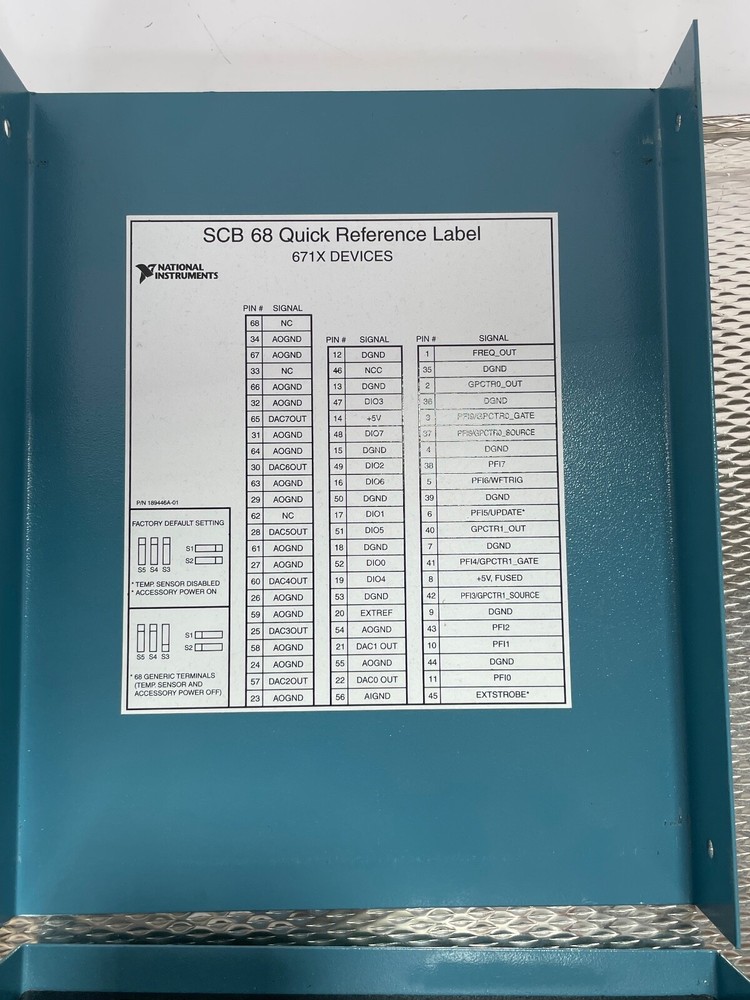 SCB 68 Quick Reference Label
671X DEVICES
NATIONAL
INSTRUMENTS
P/N 189446A-01
FACTORY DEFAULT SETTING
S5 S4 S3
S1
S2
* TEMP. SENSOR DISABLED
* ACCESSORY POWER ON
S5 S4 S3
S1
S2
* 68 GENERIC TERMINALS
(TEMP. SENSOR AND
ACCESSORY POWER OFF)
PIN # SIGNAL
68 NC
34 AOGND
67 AOGND
33 NC
66 AOGND
32 AOGND
65 DAC7OUT
31 AOGND
64 AOGND
30 DAC6OUT
63 AOGND
29 AOGND
62 NC
28 DAC5OUT
61 AOGND
27 AOGND
60 DAC4OUT
26 AOGND
59 AOGND
25 DAC3OUT
58 AOGND
24 AOGND
57 DAC2OUT
23 AOGND
PIN # SIGNAL
12 DGND
46 NCC
13 DGND
47 DIO3
14 +5V
48 DIO7
15 DGND
49 DIO2
16 DIO6
50 DGND
17 DIO1
51 DIO5
18 DGND
52 DIO0
19 DIO4
53 DGND
20 EXTREF
54 AOGND
21 DAC1 OUT
55 AOGND
22 DAC0 OUT
56 AIGND
PIN # SIGNAL
1 FREQ_OUT
35 DGND
2 GPCTR0_OUT
36 DGND
3 PFI9/GPCTR0_GATE
37 PFI8/GPCTR0_SOURCE
4 DGND
38 PFI7
5 PFI6/WFTRIG
39 DGND
6 PFI5/UPDATE*
40 GPCTR1_OUT
7 DGND
41 PFI4/GPCTR1_GATE
8 +5V, FUSED
42 PFI3/GPCTR1_SOURCE
9 DGND
43 PFI2
10 PFI1
44 DGND
11 PFI0
45 EXTSTROBE*